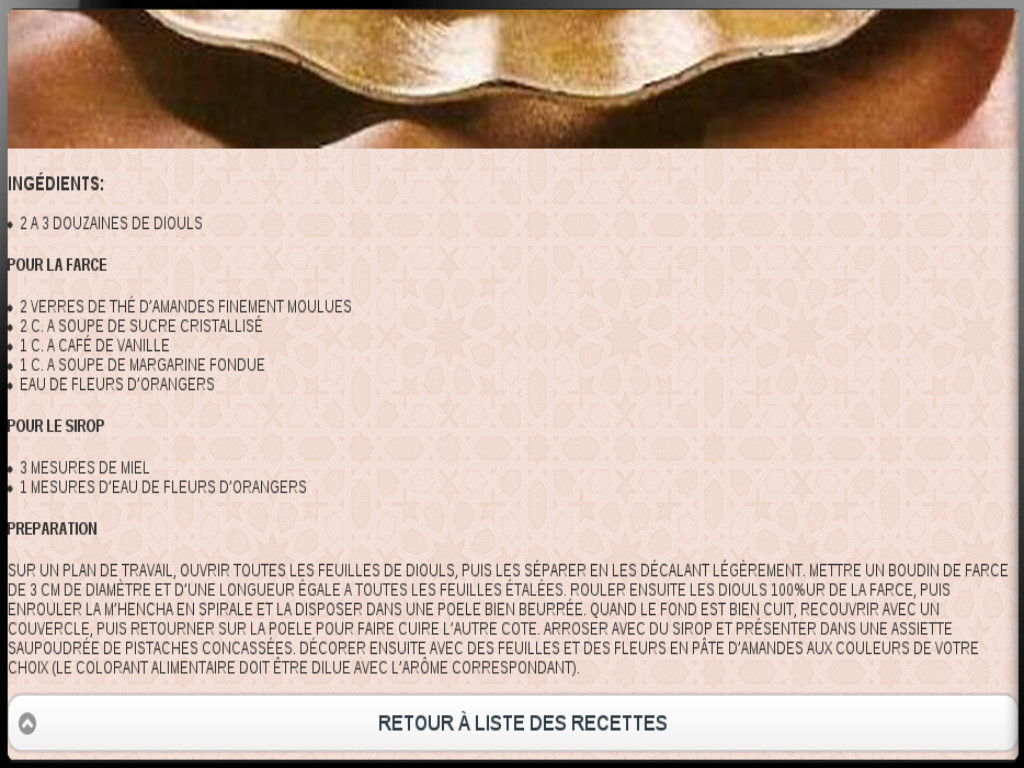 INGÉDIENTS:
• 2 A 3 DOUZAINES DE DIOULS
POUR LA FARCE
• 2 VERRES DE THÉ D'AMANDES FINEMENT MOULUES
• 2 C. A SOUPE DE SUCRE CRISTALLISÉ
• 1 C. A CAFÉ DE VANILLE
• 1 C. A SOUPE DE MARGARINE FONDUE
• EAU DE FLEURS D'ORANGERS
POUR LE SIROP
• 3 MESURES DE MIEL
• 1 MESURES D'EAU DE FLEURS D'ORANGERS
PREPARATION
SUR UN PLAN DE TRAVAIL, OUVRIR TOUTES LES FEUILLES DE DIOULS, PUIS LES SÉPARER EN LES DÉCALANT LÉGÈREMENT. METTRE UN BOUDIN DE FARCE
DE 3 CM DE DIAMÈTRE ET D'UNE LONGUEUR ÉGALE A TOUTES LES FEUILLES ÉTALÉES. ROULER ENSUITE LES DIOULS 100%UR DE LA FARCE, PUIS
ENROULER LA M'HENCHA EN SPIRALE ET LA DISPOSER DANS UNE POELE BIEN BEURRÉE. QUAND LE FOND EST BIEN CUIT, RECOUVRIR AVEC UN
COUVERCLE, PUIS RETOURNER SUR LA POELE POUR FAIRE CUIRE L'AUTRE COTE. ARROSER AVEC DU SIROP ET PRÉSENTER DANS UNE ASSIETTE
SAUPOUDRÉE DE PISTACHES CONCASSÉES. DÉCORER ENSUITE AVEC DES FEUILLES ET DES FLEURS EN PÂTE D'AMANDES AUX COULEURS DE VOTRE
CHOIX (LE COLORANT ALIMENTAIRE DOIT ÊTRE DILUE AVEC L'ARÔME CORRESPONDANT).
RETOUR À LISTE DES RECETTES